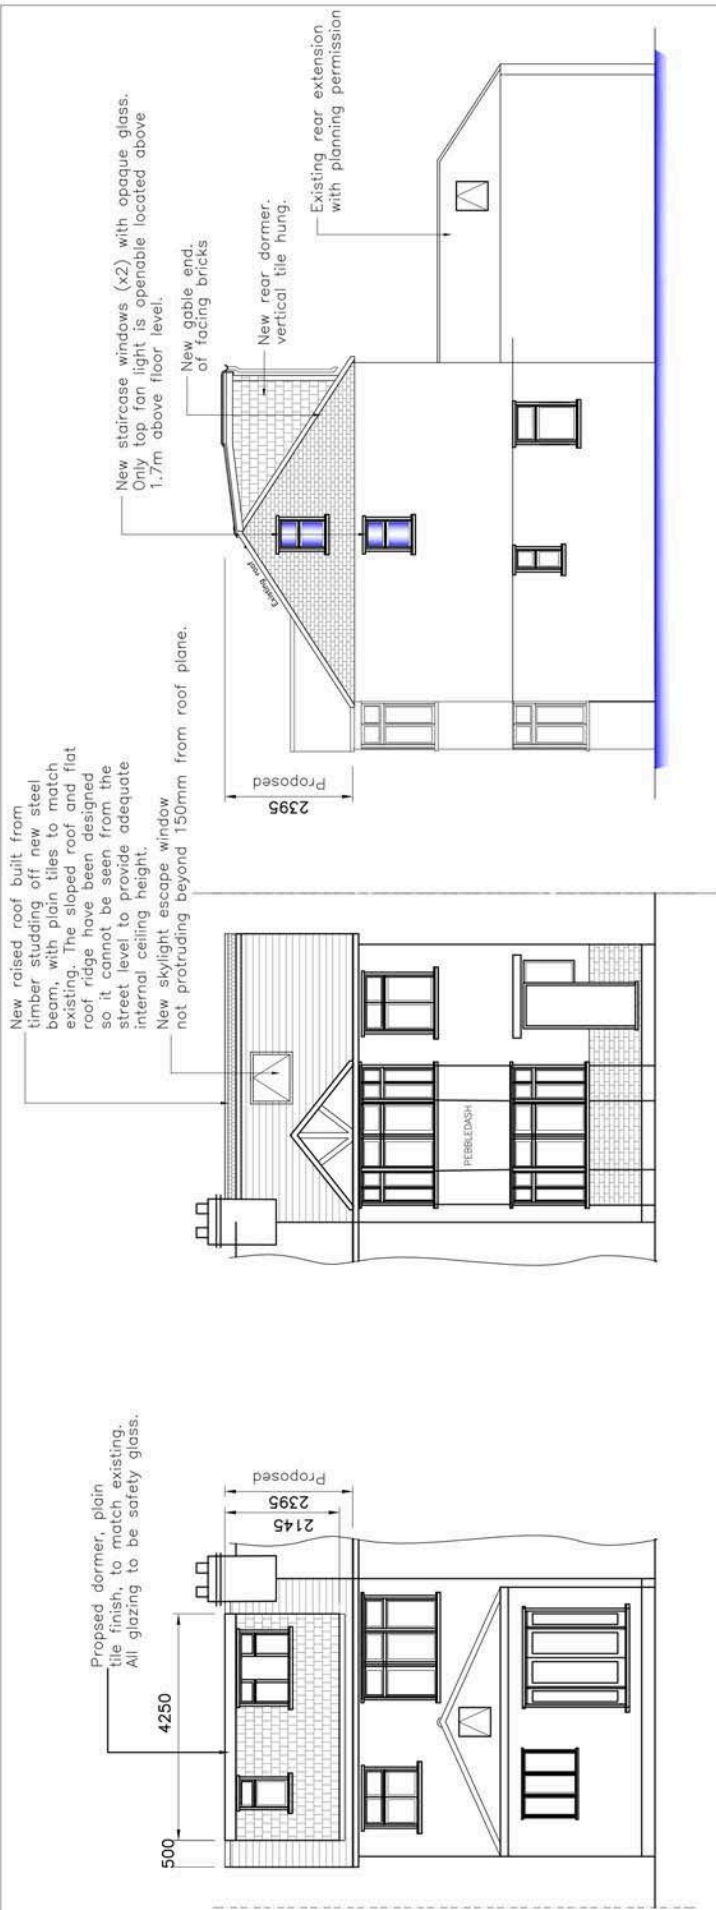 Propsed dormer, plain
tile finish, to match existing.
All glazing to be safety glass.
4250
500
2145
2395
Proposed
New raised roof built from
timber studding off new steel
beam, with plain tiles to match
existing. The sloped roof and flat
roof ridge have been designed
so it cannot be seen from the
street level to provide adequate
internal ceiling height.
New skylight escape window
not protruding beyond 150mm from roof plane.
PEBBLEDASH
2395
Proposed
Existing roof
New staircase windows (x2) with opaque glass.
Only top fan light is openable located above
1.7m above floor level.
New gable end.
of facing bricks
New rear dormer.
vertical tile hung.
Existing rear extension
with planning permission